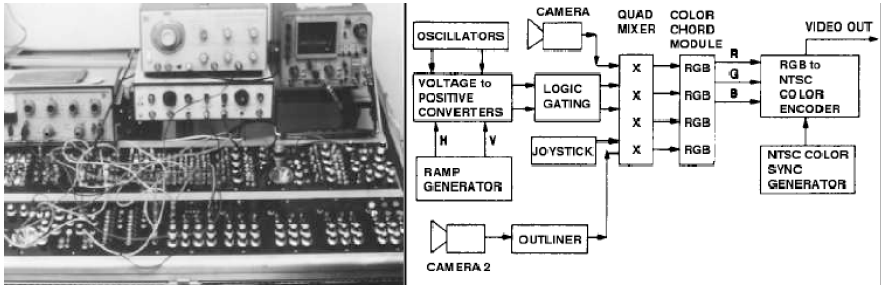 CAMERA
QUAD
MIXER
COLOR
CHORD
MODULE
VIDEO OUT
OSCILLATORS
R
G
B
X
RGB
X
RGB
X
RGB
X
RGB
RGB to
NTSC
COLOR
ENCODER
VOLTAGE to
POSITIVE
CONVERTERS
LOGIC
GATING
H
V
JOYSTICK
RAMP
GENERATOR
NTSC COLOR
SYNC
GENERATOR
OUTLINER
CAMERA 2